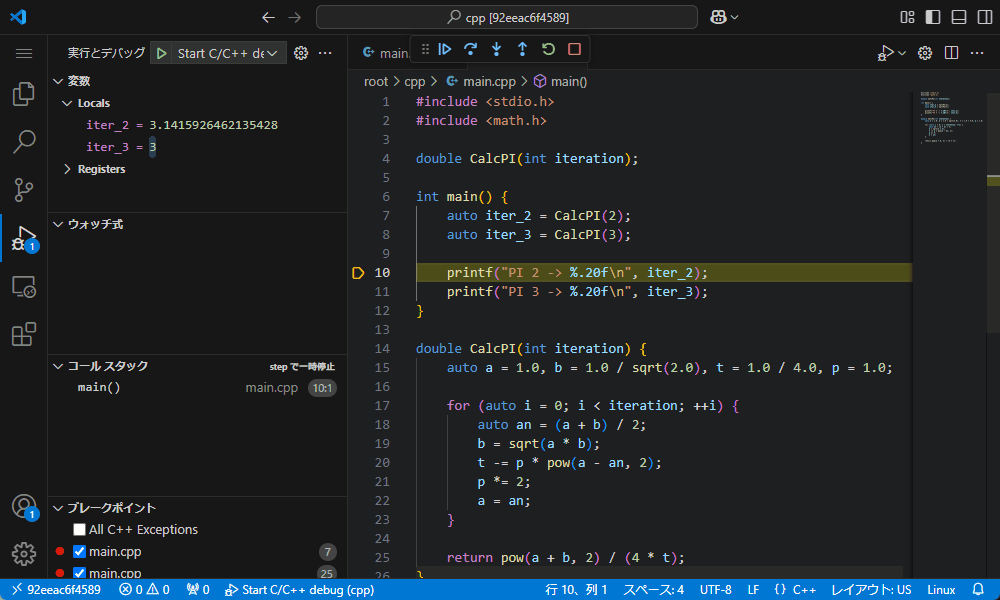 cpp [92eeac6f4589]
実行とデバッグ Start C/C++ de
変数
Locals
iter_2 = 3.1415926462135428
iter_3 = 3
Registers
ウォッチ式
コール スタック step で一時停止
main() main.cpp 10:1
ブレークポイント
All C++ Exceptions
main.cpp 7
main.cpp 25
1
1
main.
root > cpp > main.cpp > main()
1 #include <stdio.h>
2 #include <math.h>
3
4 double CalcPI(int iteration);
5
6 int main() {
7 auto iter_2 = CalcPI(2);
8 auto iter_3 = CalcPI(3);
9
10 printf("PI 2 -> %.20f\n", iter_2);
11 printf("PI 3 -> %.20f\n", iter_3);
12 }
13
14 double CalcPI(int iteration) {
15 auto a = 1.0, b = 1.0 / sqrt(2.0), t = 1.0 / 4.0, p = 1.0;
16
17 for (auto i = 0; i < iteration; ++i) {
18 auto an = (a + b) / 2;
19 b = sqrt(a * b);
20 t -= p * pow(a - an, 2);
21 p *= 2;
22 a = an;
23 }
24
25 return pow(a + b, 2) / (4 * t);
26 }
92eeac6f4589 0 0 0 Start C/C++ debug (cpp) 行 10、列 1 スペース: 4 UTF-8 LF {} C++ レイアウト: US Linux